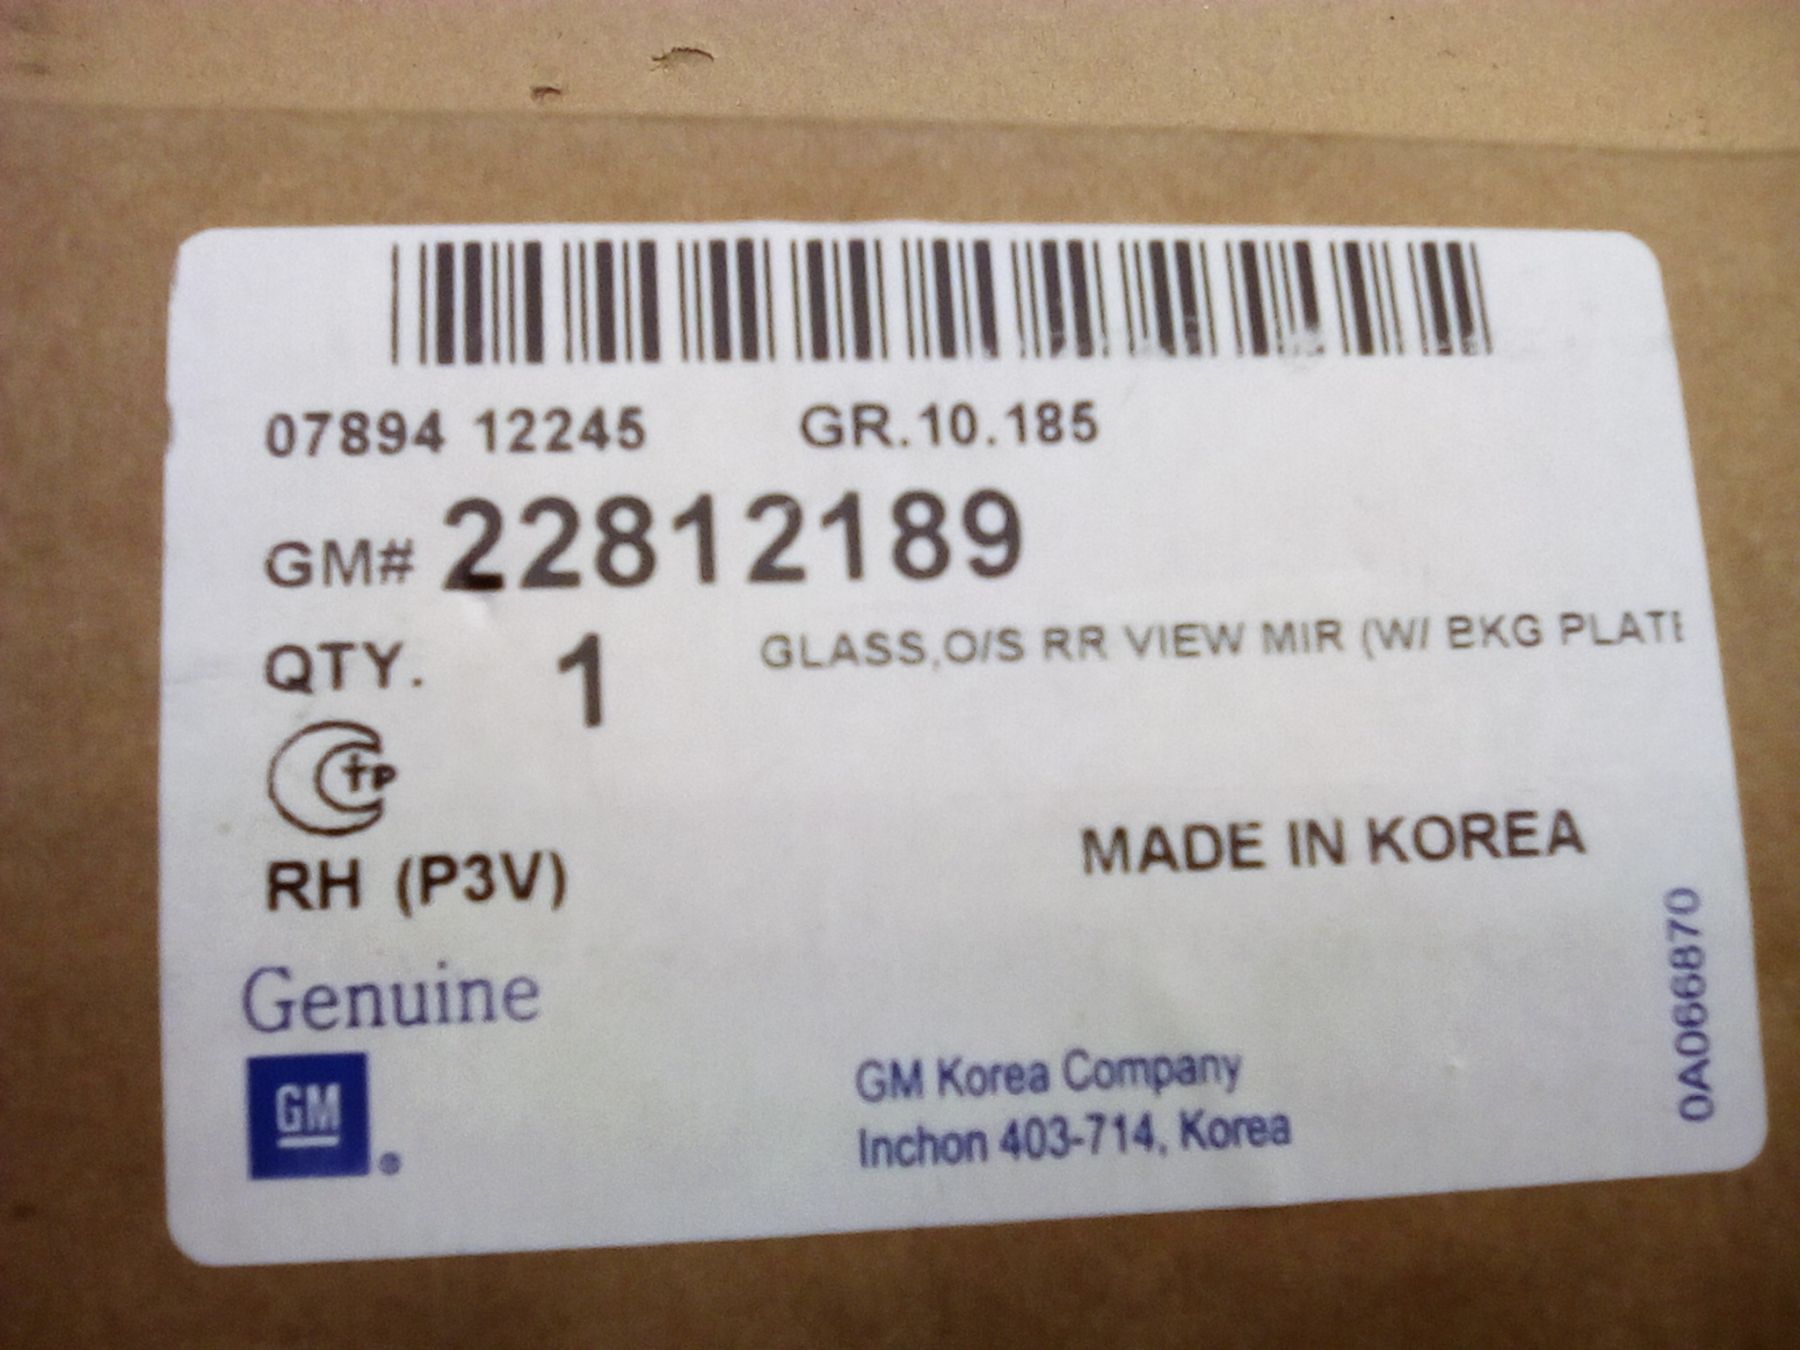 07894 12245 GR.10.185
GM# 22812189
QTY. 1 GLASS,O/S RR VIEW MIR (W/ BKG PLATE
RH (P3V)
MADE IN KOREA
Genuine
GM
GM Korea Company
Inchon 403-714, Korea
0A066870